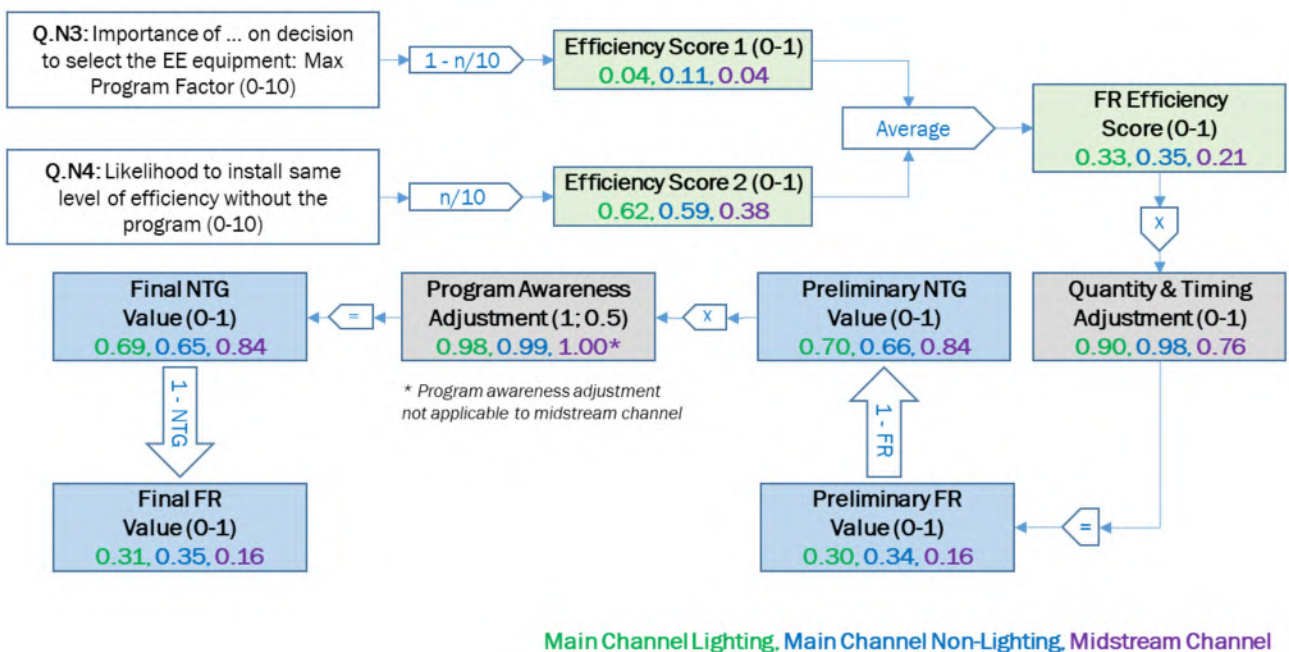 Q.N3: Importance of ... on decision
to select the EE equipment: Max
Program Factor (0-10)
1 - n/10
Efficiency Score 1 (0-1)
0.04, 0.11, 0.04
Average
FR Efficiency
Score (0-1)
0.33, 0.35, 0.21
Q.N4: Likelihood to install same
level of efficiency without the
program (0-10)
n/10
Efficiency Score 2 (0-1)
0.62, 0.59, 0.38
X
Final NTG
Value (0-1)
0.69, 0.65, 0.84
=
Program Awareness
Adjustment (1; 0.5)
0.98, 0.99, 1.00*
X
Preliminary NTG
Value (0-1)
0.70, 0.66, 0.84
Quantity & Timing
Adjustment (0-1)
0.90, 0.98, 0.76
* Program awareness adjustment
not applicable to midstream channel
1 - NTG
1 - FR
Final FR
Value (0-1)
0.31, 0.35, 0.16
Preliminary FR
Value (0-1)
0.30, 0.34, 0.16
=
Main Channel Lighting, Main Channel Non-Lighting, Midstream Channel